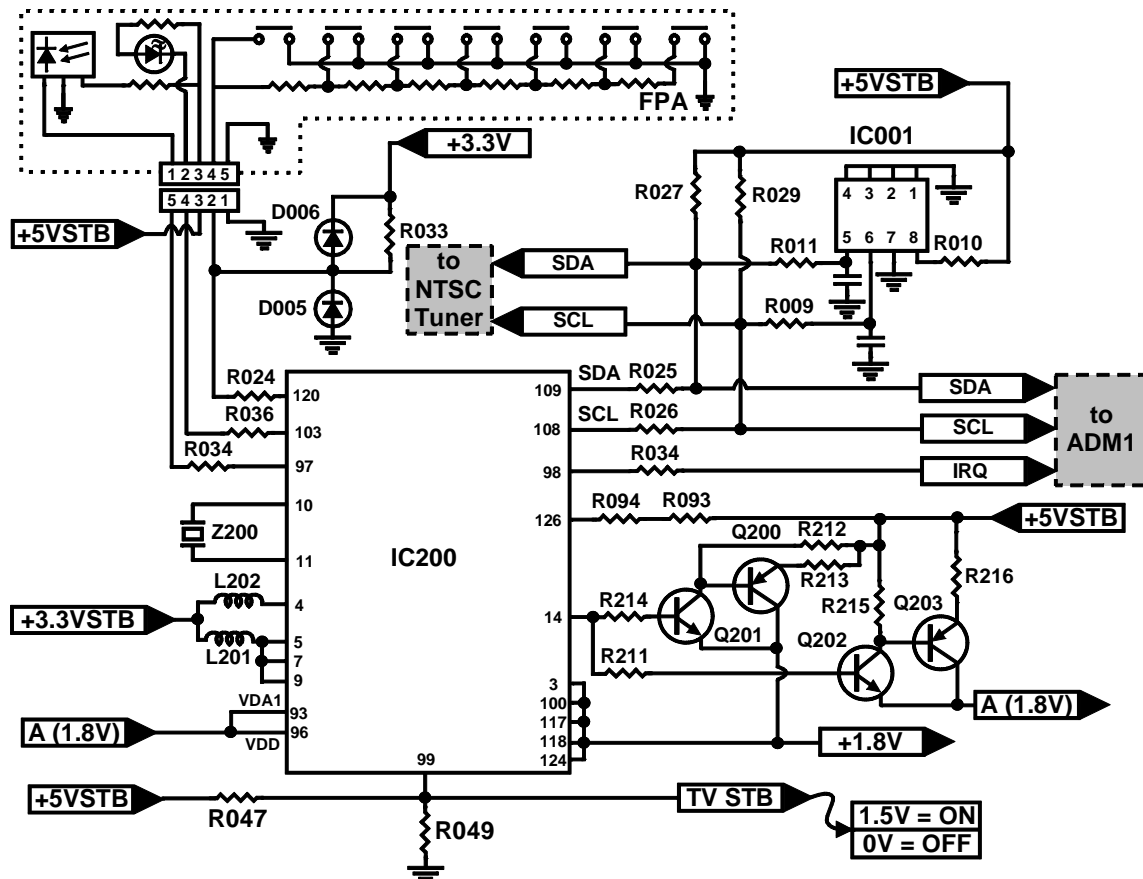 FPA
+5VSTB
IC001
+3.3V
1 2 3 4 5
5 4 3 2 1
R027
R029
4 3 2 1
5 6 7 8
D006
R033
+5VSTB
R011
R010
to
NTSC
Tuner
SDA
D005
R009
SCL
R024
120
109
SDA
R025
SDA
to
ADM1
R036
103
108
SCL
R026
SCL
R034
97
98
R034
IRQ
10
126
R094
R093
+5VSTB
Z200
11
IC200
Q200
R212
R213
R216
L202
4
+3.3VSTB
14
R214
R215
Q203
L201
5
Q201
Q202
7
R211
9
3
VDA1
93
100
A (1.8V)
A (1.8V)
96
117
VDD
118
+1.8V
124
99
+5VSTB
TV STB
R047
1.5V = ON
0V = OFF
R049